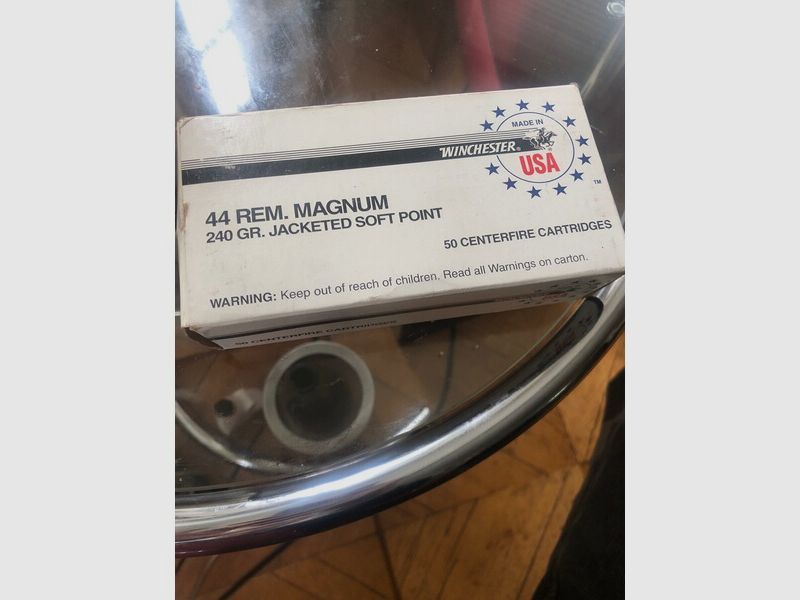 MADE IN
WINCHESTER®
USA
TM
44 REM. MAGNUM
240 GR. JACKETED SOFT POINT
50 CENTERFIRE CARTRIDGES
WARNING: Keep out of reach of children. Read all Warnings on carton.
50 CENTERFIRE CARTRIDGES